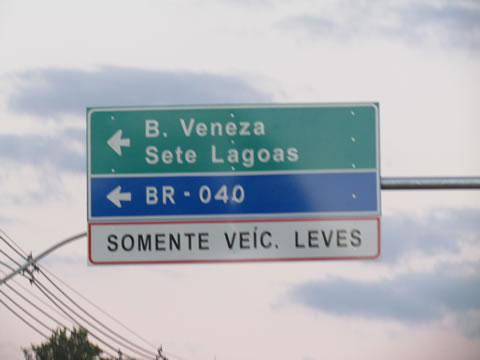 B. Veneza
Sete Lagoas
BR - 040
SOMENTE VEÍC. LEVES